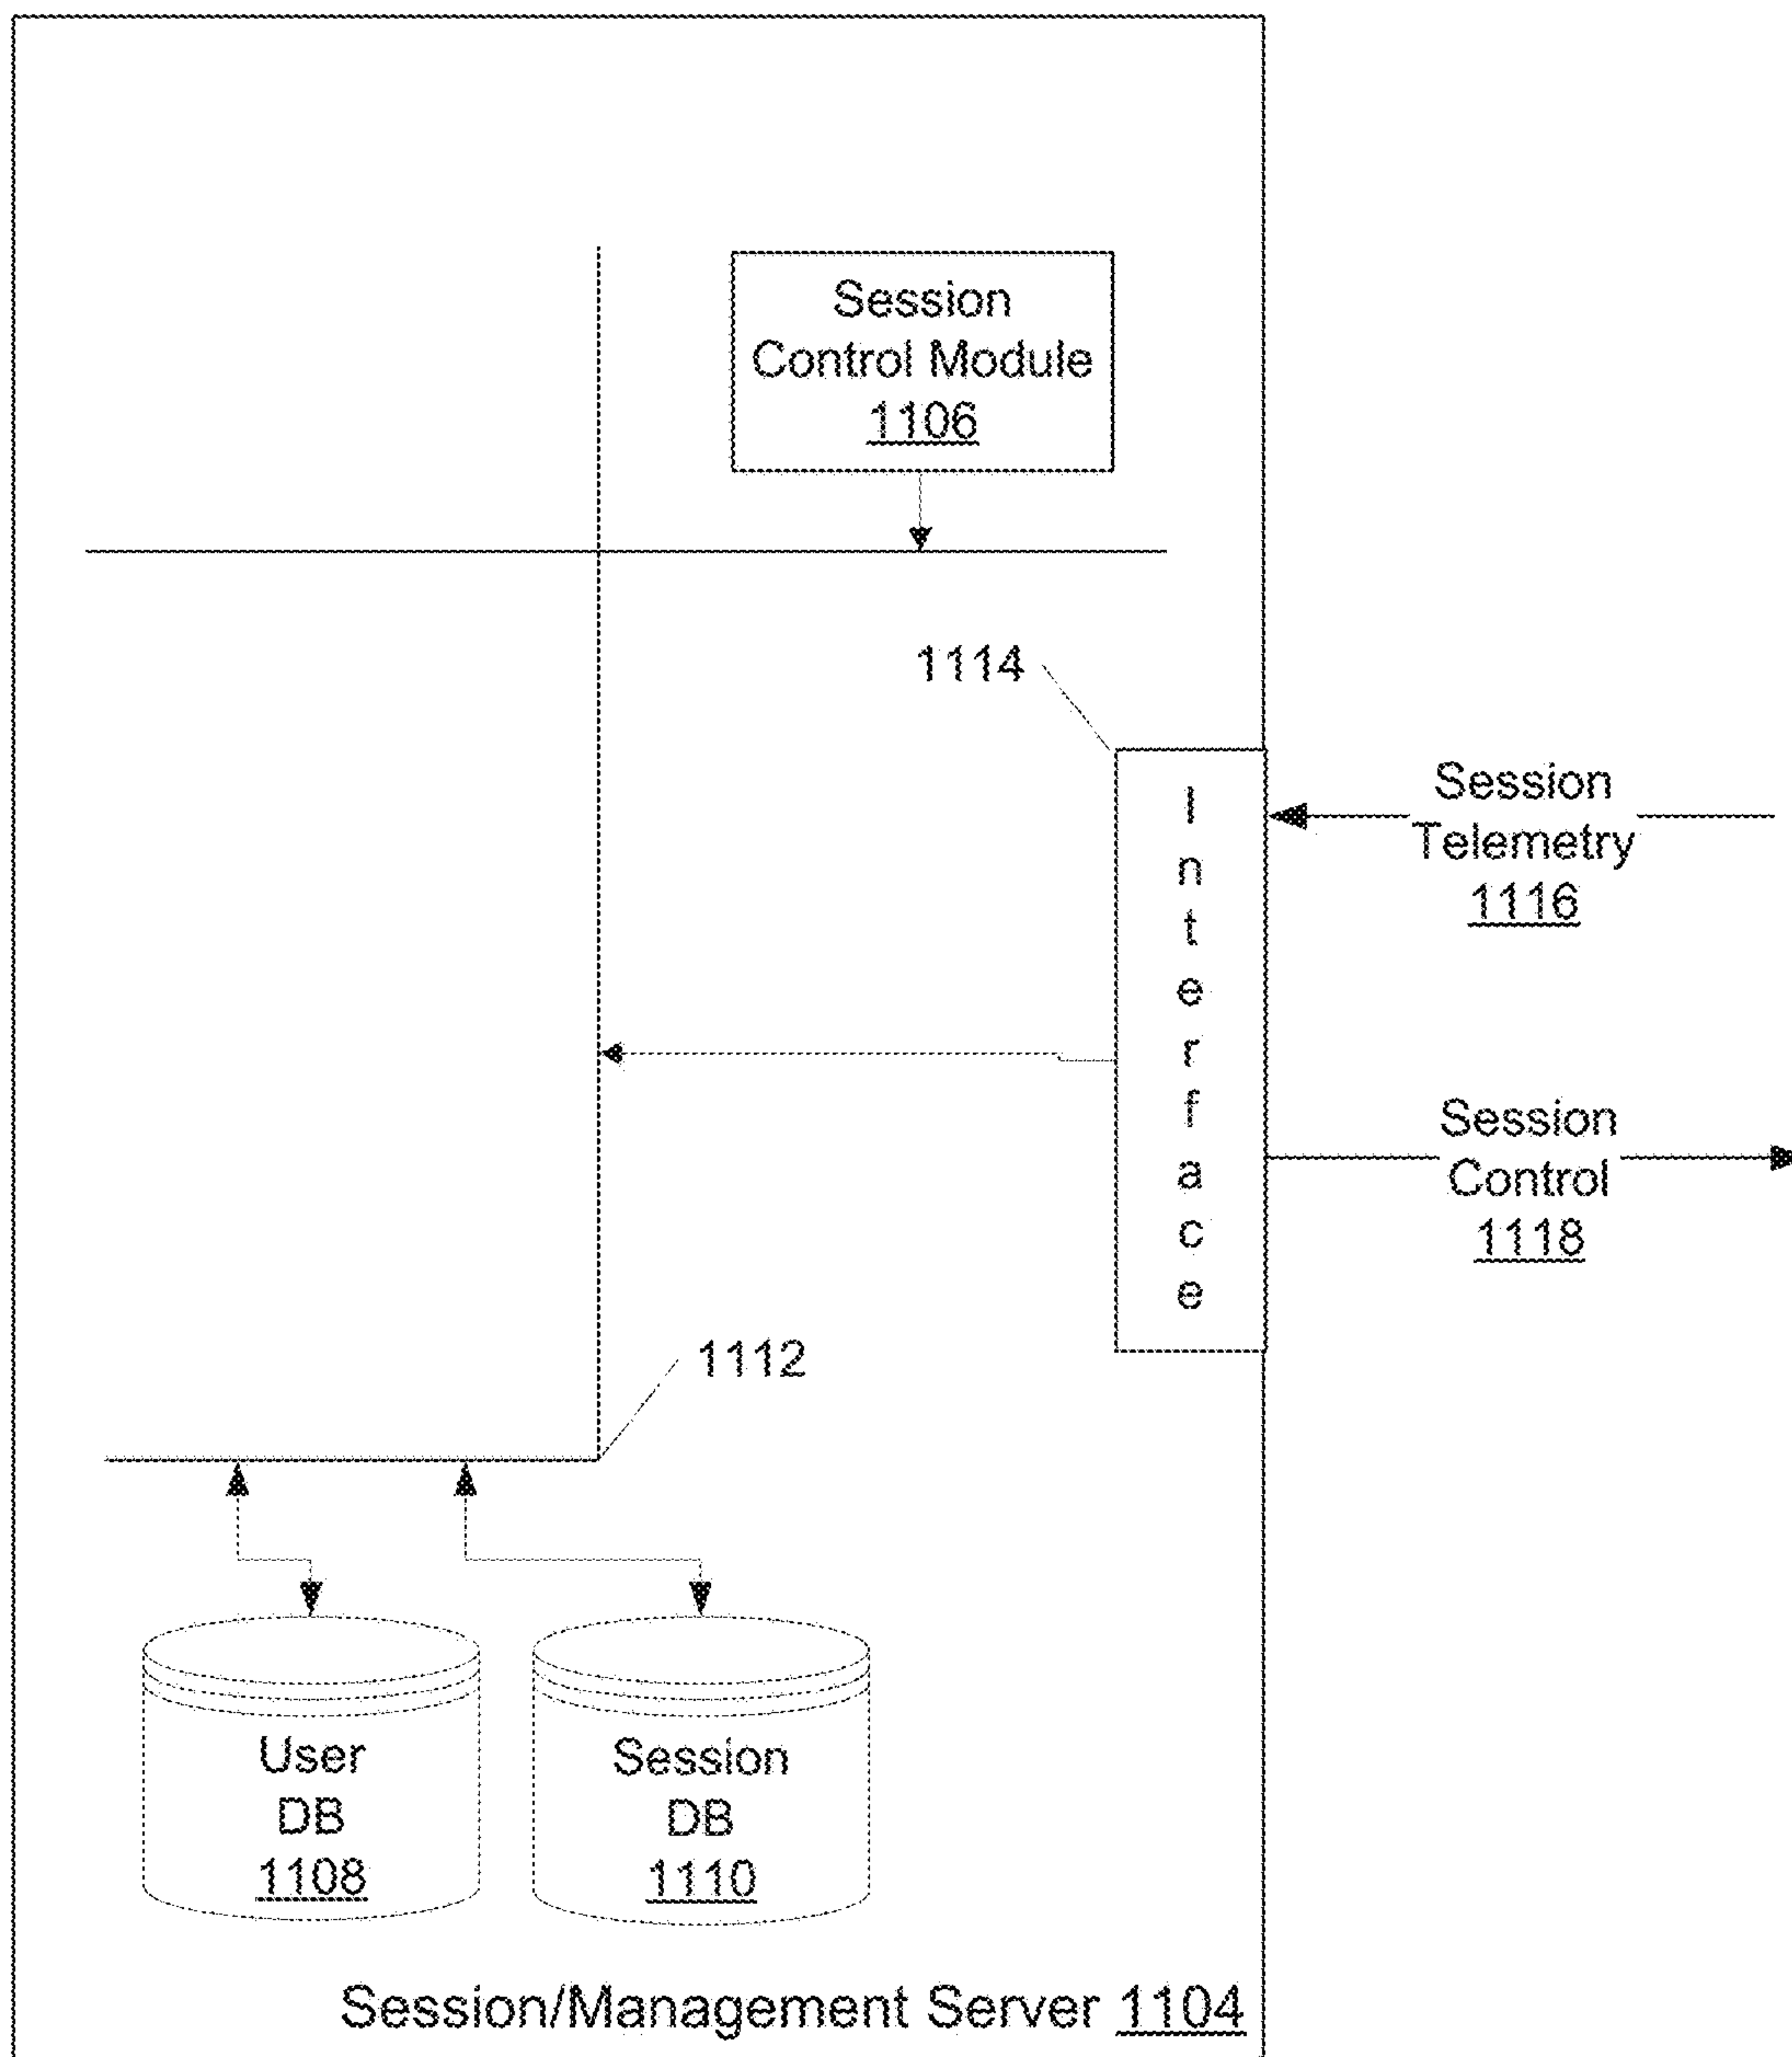 Session
Control Module
1106
1114
Interface
Session
Telemetry
1116
Session
Control
1118
1112
User
DB
1108
Session
DB
1110
Session/Management Server 1104